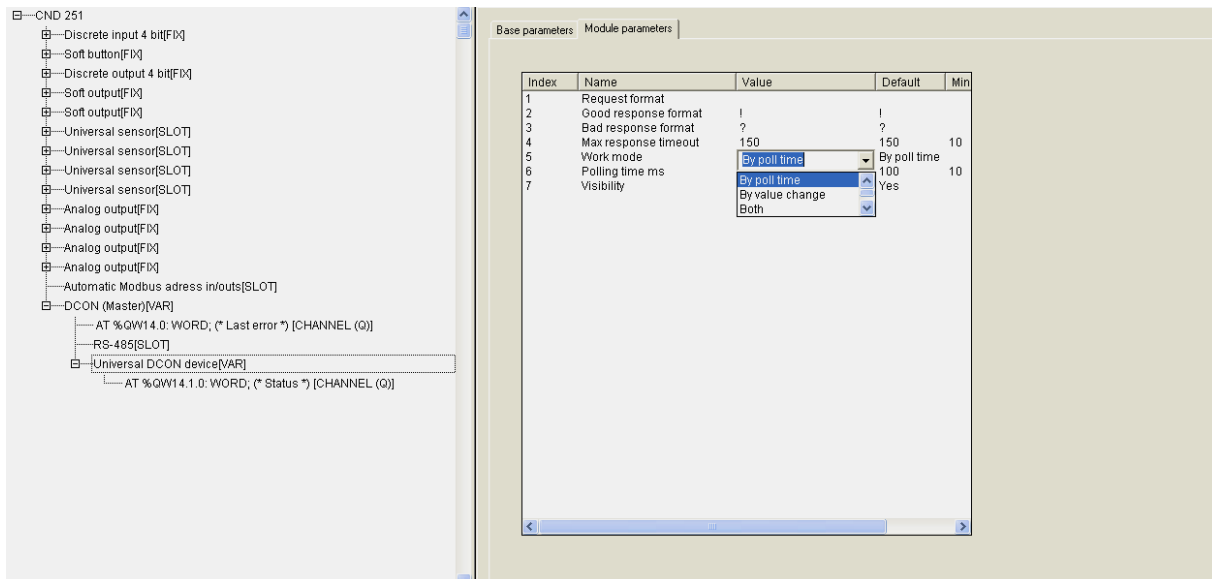 CND 251
Discrete input 4 bit[FIX]
Soft button[FIX]
Discrete output 4 bit[FIX]
Soft output[FIX]
Soft output[FIX]
Universal sensor[SLOT]
Universal sensor[SLOT]
Universal sensor[SLOT]
Universal sensor[SLOT]
Analog output[FIX]
Analog output[FIX]
Analog output[FIX]
Analog output[FIX]
Automatic Modbus adress in/outs[SLOT]
DCON (Master)[VAR]
AT %QW14.0: WORD; (* Last error *) [CHANNEL (Q)]
RS-485[SLOT]
Universal DCON device[VAR]
AT %QW14.1.0: WORD; (* Status *) [CHANNEL (Q)]
Base parameters Module parameters
Index Name Value Default Min
1 Request format
2 Good response format ! !
3 Bad response format ? ?
4 Max response timeout 150 150 10
5 Work mode By poll time By poll time
6 Polling time ms 100 10
7 Visibility Yes
By poll time
By value change
Both